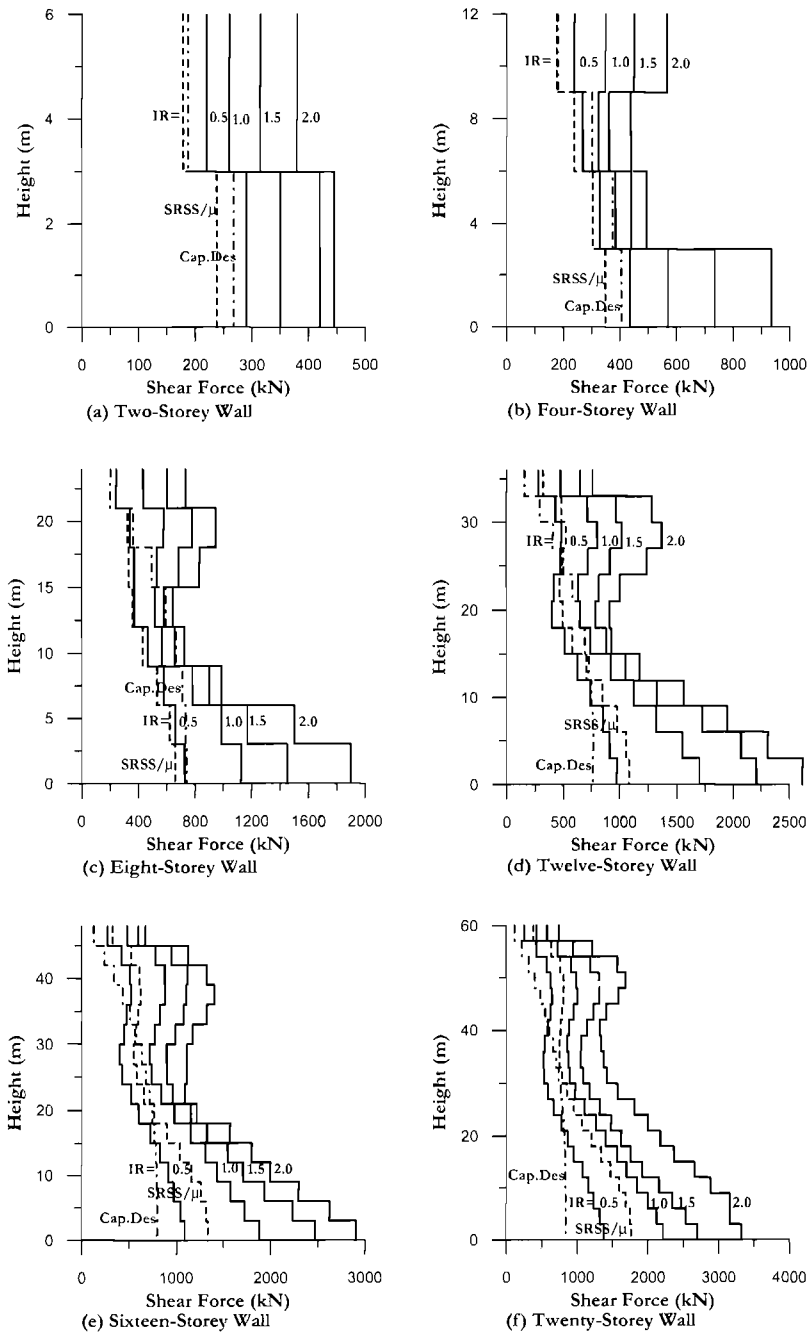 6
4
2
0
Height (m)
IR=
0.5
1.0
1.5
2.0
SRSS/μ
Cap.Des
0 100 200 300 400 500
Shear Force (kN)
(a) Two-Storey Wall
12
8
4
0
Height (m)
IR=
0.5
1.0
1.5
2.0
SRSS/μ
Cap.Des
0 200 400 600 800 1000
Shear Force (kN)
(b) Four-Storey Wall
20
15
10
5
0
Height (m)
Cap.Des
IR=
0.5
1.0
1.5
2.0
SRSS/μ
0 400 800 1200 1600 2000
Shear Force (kN)
(c) Eight-Storey Wall
30
20
10
0
Height (m)
IR=
0.5
1.0
1.5
2.0
SRSS/μ
Cap.Des
0 500 1000 1500 2000 2500
Shear Force (kN)
(d) Twelve-Storey Wall
40
30
20
10
0
Height (m)
IR=
0.5
1.0
1.5
2.0
SRSS/μ
Cap.Des
0 1000 2000 3000
Shear Force (kN)
(e) Sixteen-Storey Wall
60
40
20
0
Height (m)
Cap.Des
IR=
0.5
1.0
1.5
2.0
SRSS/μ
0 1000 2000 3000 4000
Shear Force (kN)
(f) Twenty-Storey Wall